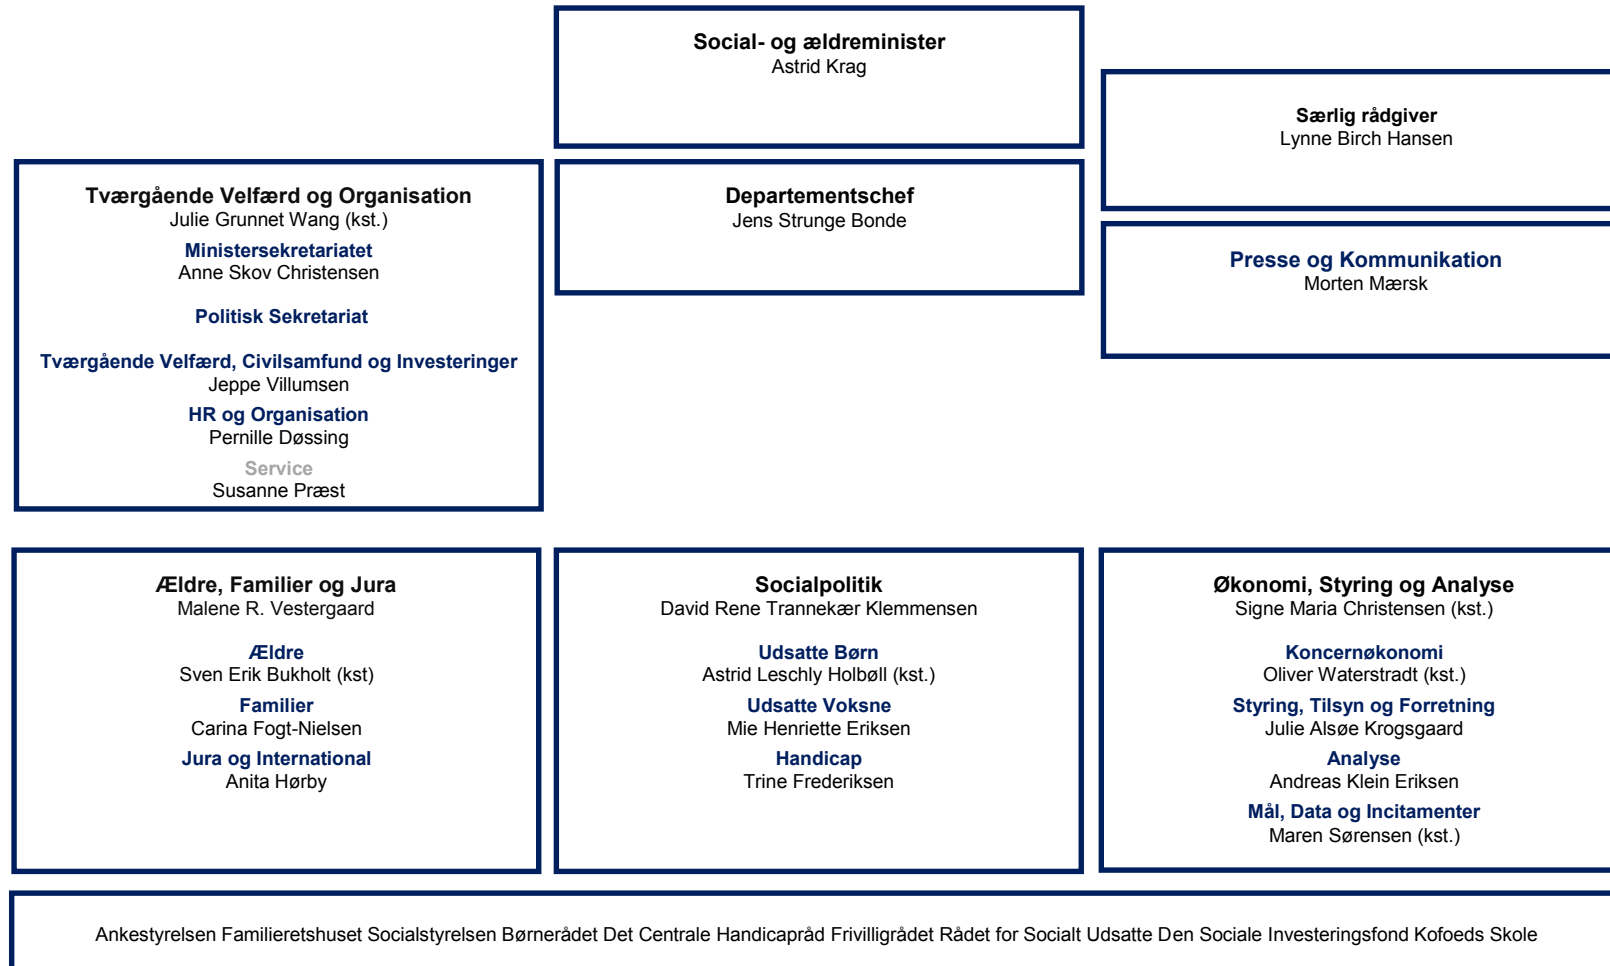 Social- og ældreminister
Astrid Krag
Særlig rådgiver
Lynne Birch Hansen
Tværgående Velfærd og Organisation
Julie Grunnet Wang (kst.)
Ministersekretariatet
Anne Skov Christensen
Politisk Sekretariat
Tværgående Velfærd, Civilsamfund og Investeringer
Jeppe Villumsen
HR og Organisation
Pernille Døssing
Service
Susanne Præst
Departementschef
Jens Strunge Bonde
Presse og Kommunikation
Morten Mærsk
Ældre, Familier og Jura
Malene R. Vestergaard
Ældre
Sven Erik Bukholt (kst)
Familier
Carina Fogt-Nielsen
Jura og International
Anita Hørby
Socialpolitik
David Rene Trannekær Klemmensen
Udsatte Børn
Astrid Leschly Holbøll (kst.)
Udsatte Voksne
Mie Henriette Eriksen
Handicap
Trine Frederiksen
Økonomi, Styring og Analyse
Signe Maria Christensen (kst.)
Koncernøkonomi
Oliver Waterstradt (kst.)
Styring, Tilsyn og Forretning
Julie Alsøe Krogsgaard
Analyse
Andreas Klein Eriksen
Mål, Data og Incitamenter
Maren Sørensen (kst.)
Ankestyrelsen Familieretshuset Socialstyrelsen Børnerådet Det Centrale Handicapråd Frivilligrådet Rådet for Socialt Udsatte Den Sociale Investeringsfond Kofoeds Skole